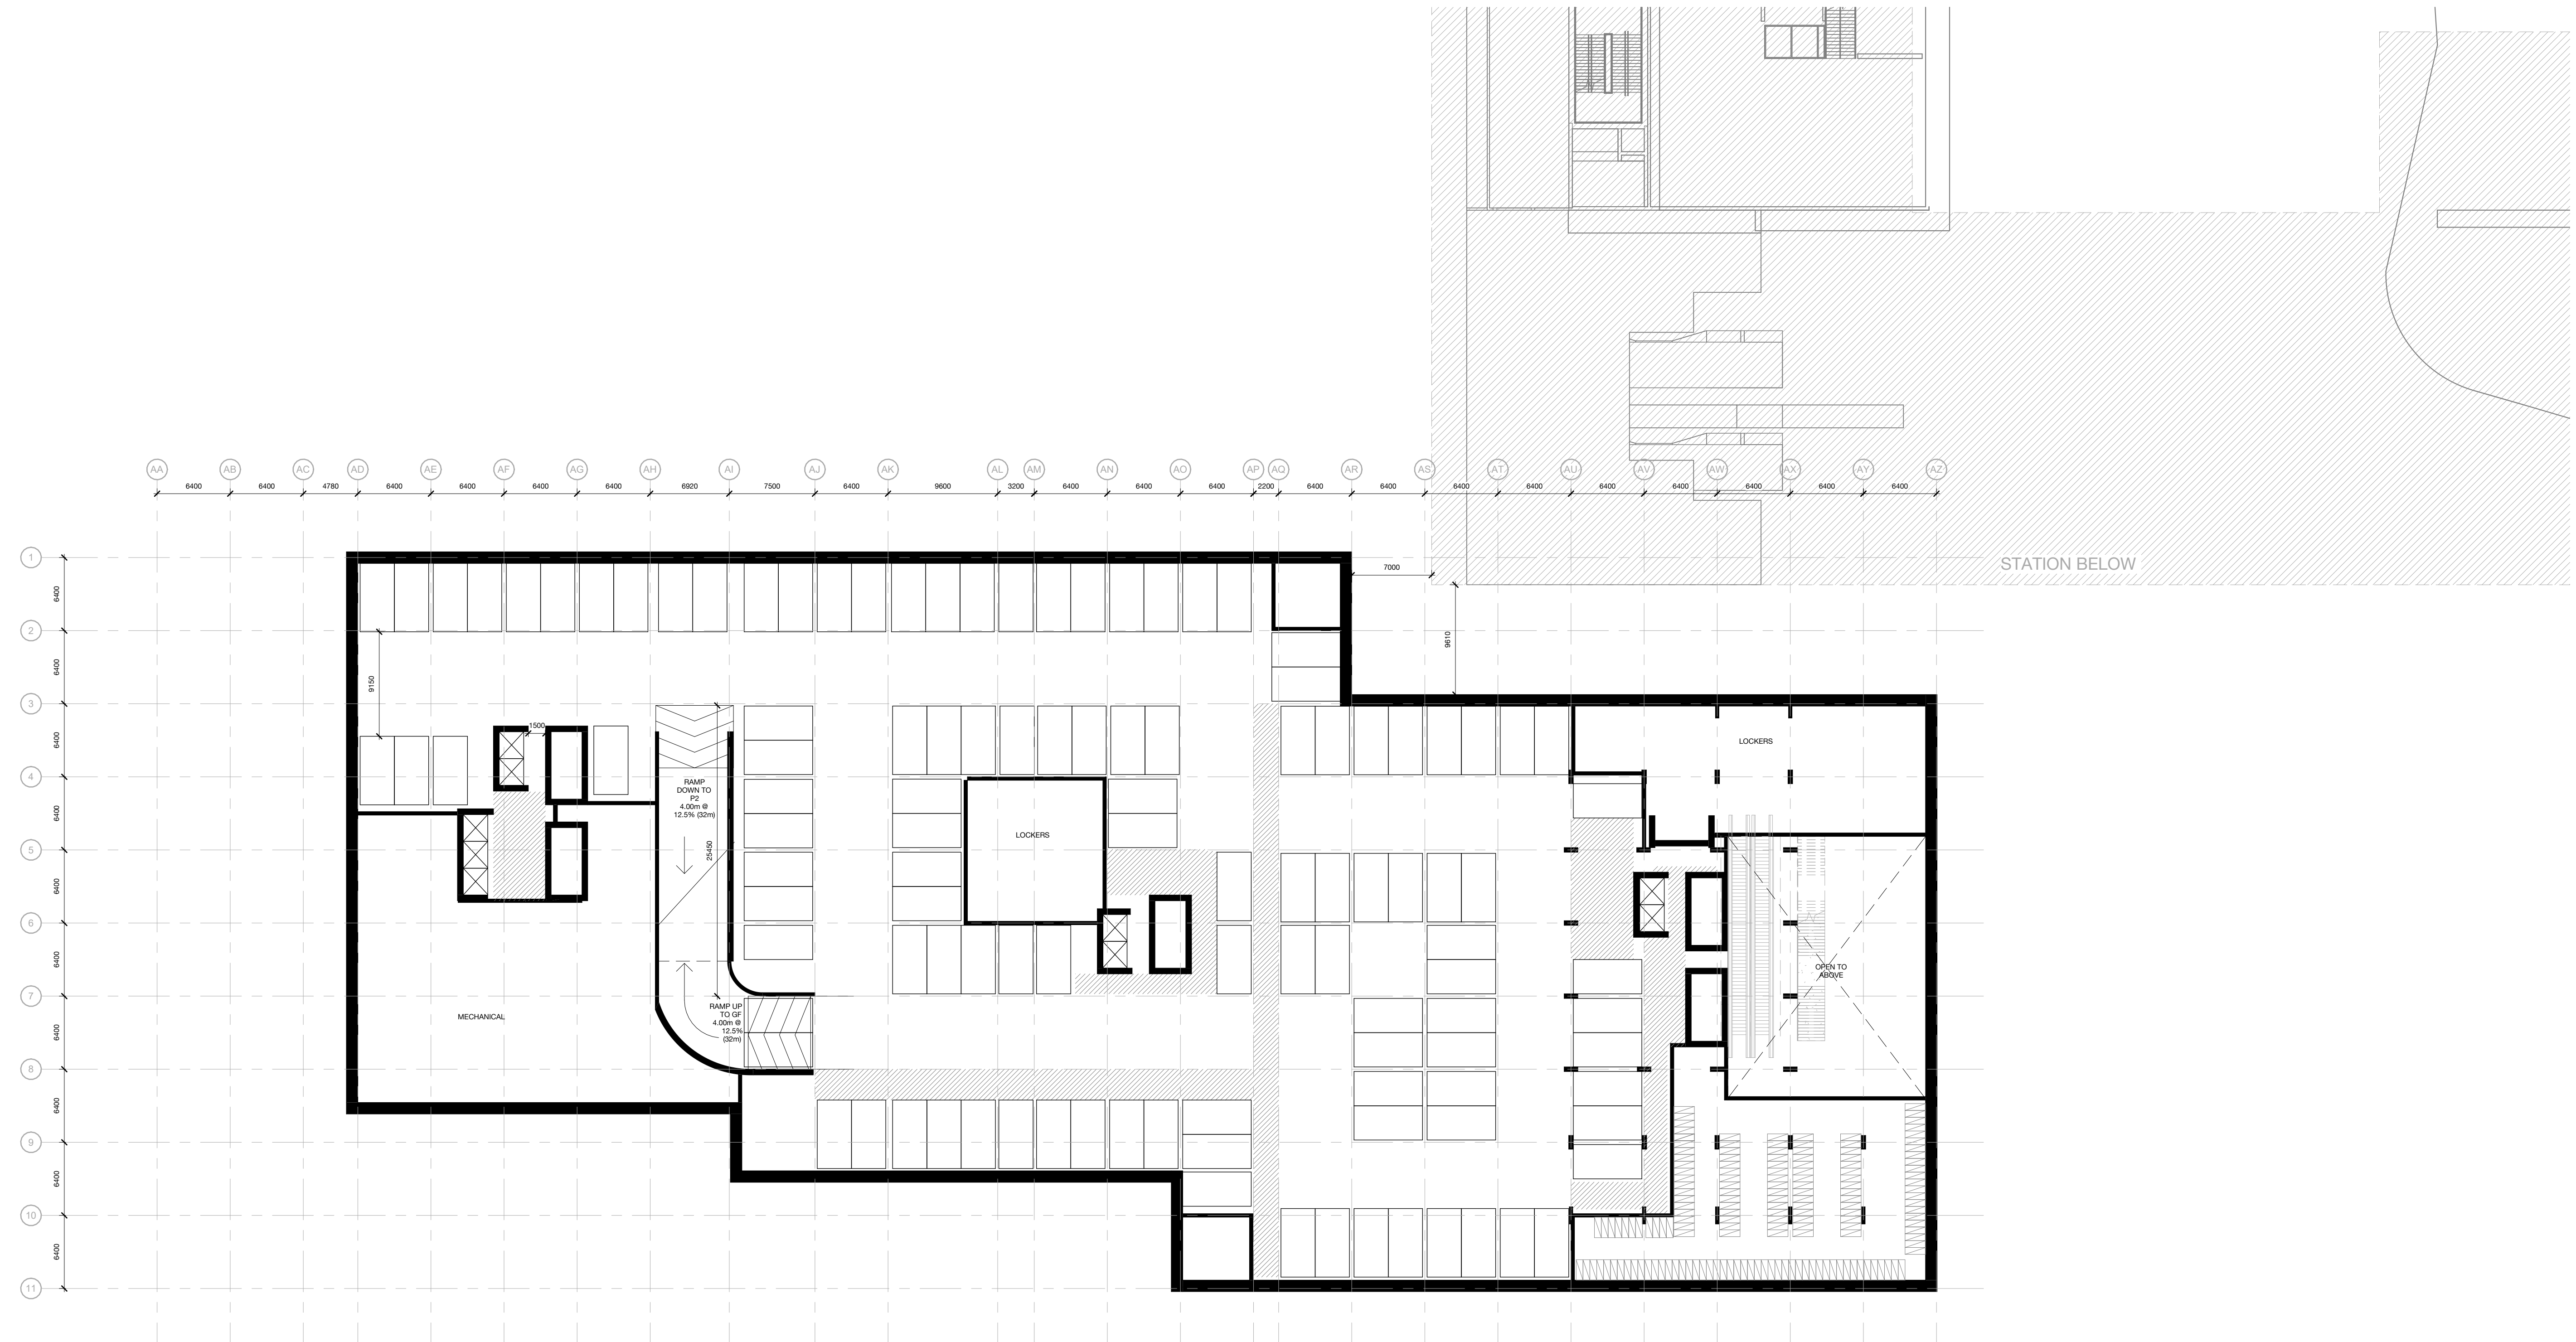 AA AB AC AD AE AF AG AH AI AJ AK AL AM AN AO AP AQ AR AS AT AU AV AW AX AY AZ
6400 6400 4780 6400 6400 6400 6400 6920 7500 6400 9600 3200 6400 6400 6400 2200 6400 6400 6400 6400 6400 6400 6400 6400 6400
1
STATION BELOW
7000
6400
2
9610
6400
9150
3
1500
6400
LOCKERS
4
RAMP
DOWN TO
P2
4.00m @
12.5% (32m)
6400
LOCKERS
25450
5
6400
6
6400
OPEN TO
ABOVE
7
RAMP UP
TO GF
4.00m @
12.5%
(32m)
MECHANICAL
6400
8
6400
9
6400
10
6400
11